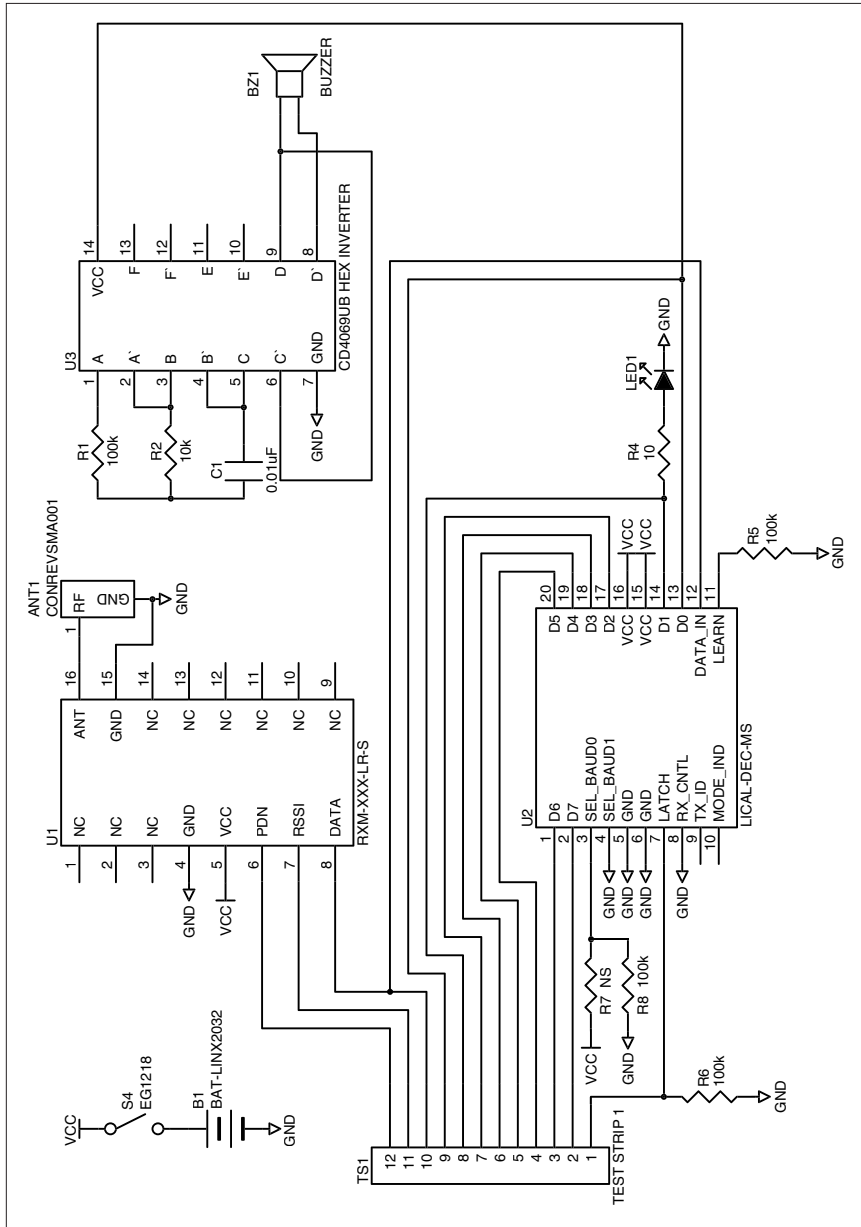 VCC
S4
EG1218
B1
BAT-LINX2032
GND
U1
1
2
3
4
5
6
7
8
NC
NC
NC
GND
VCC
PDN
RSSI
DATA
ANT
GND
NC
NC
NC
NC
NC
NC
16
15
14
13
12
11
10
9
RXM-XXX-LR-S
GND
VCC
ANT1
CONREVSMA001
1
RF
GND
GND
R1
100k
R2
10k
C1
0.01uF
GND
U3
1
2
3
4
5
6
7
A
A`
B
B`
C
C`
GND
VCC
F
F`
E
E`
D
D`
14
13
12
11
10
9
8
CD4069UB HEX INVERTER
BZ1
BUZZER
TS1
12
11
10
9
8
7
6
5
4
3
2
1
TEST STRIP 1
VCC
R7 NS
GND
R8 100k
R6
100k
GND
GND
GND
GND
GND
U2
1
2
3
4
5
6
7
8
9
10
D6
D7
SEL_BAUD0
SEL_BAUD1
GND
GND
LATCH
RX_CNTL
TX_ID
MODE_IND
D5
D4
D3
D2
VCC
VCC
D1
D0
DATA_IN
LEARN
20
19
18
17
16
15
14
13
12
11
LICAL-DEC-MS
VCC
VCC
R4
10
LED1
GND
R5
100k
GND